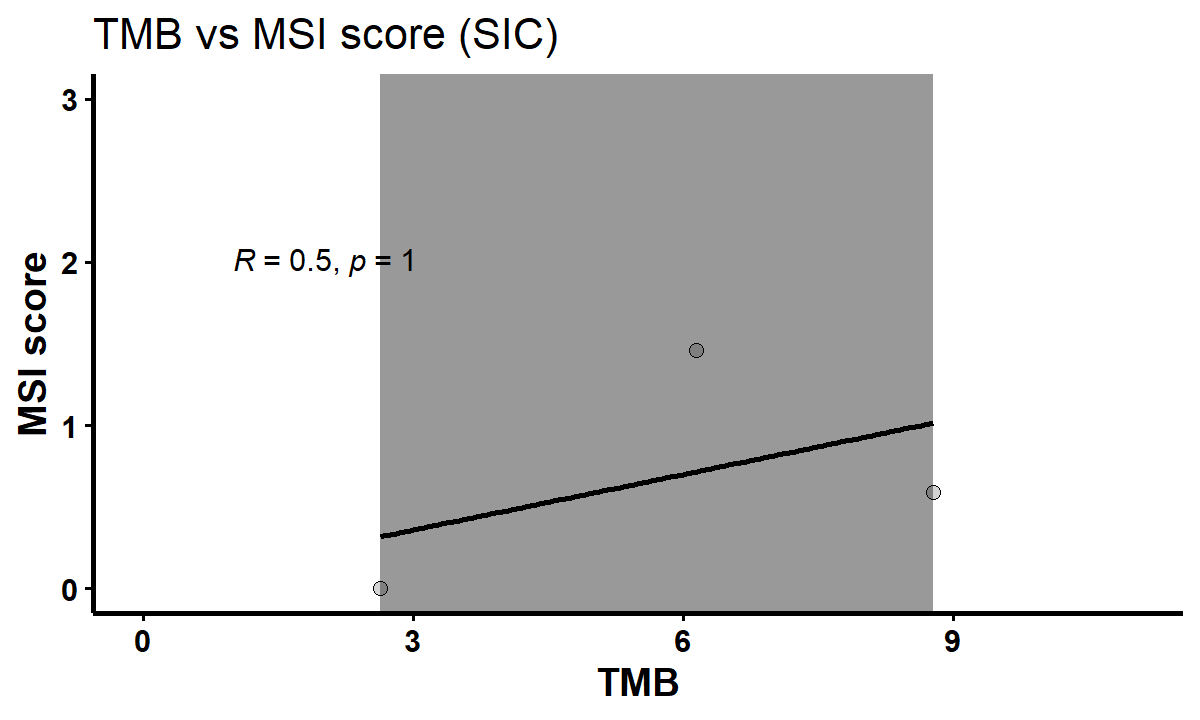 TMB vs MSI score (SIC)
3
2
1
0
MSI score
R = 0.5, p = 1
0 3 6 9
TMB